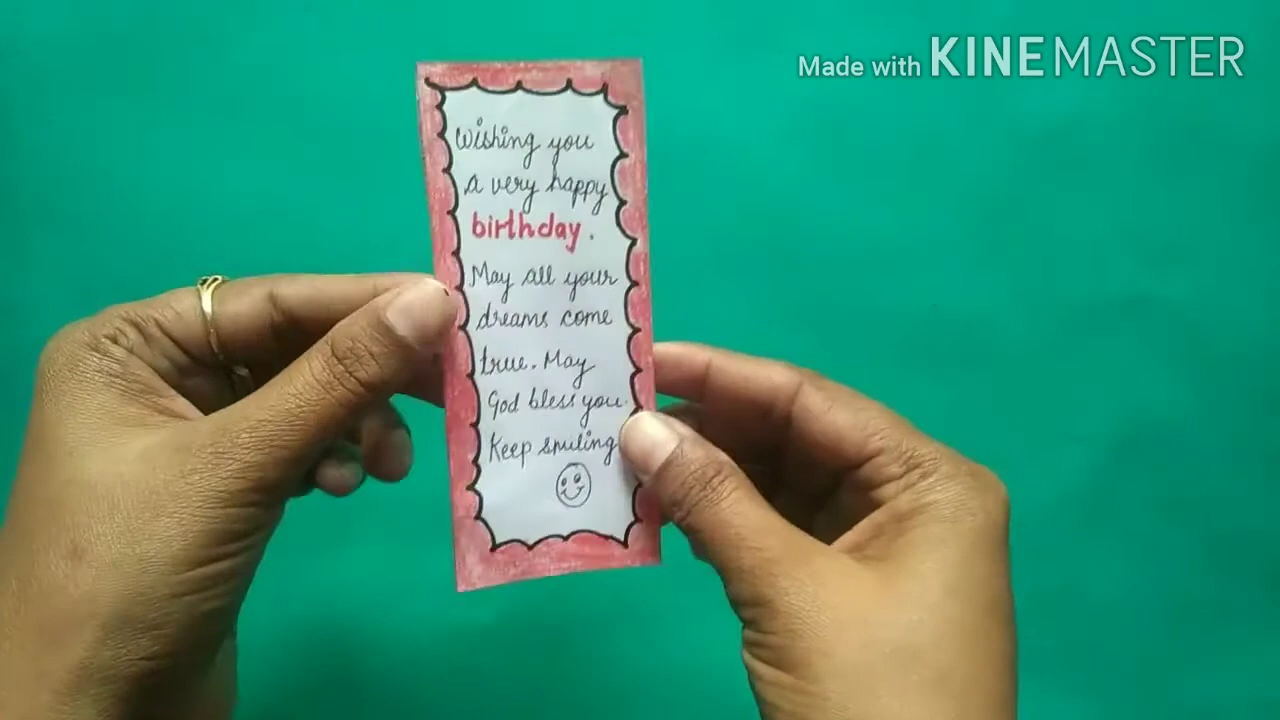 Made with KINEMASTER
Wishing you
a very happy
birthday.
May all your
dreams come
true. May
God bless you.
Keep smiling